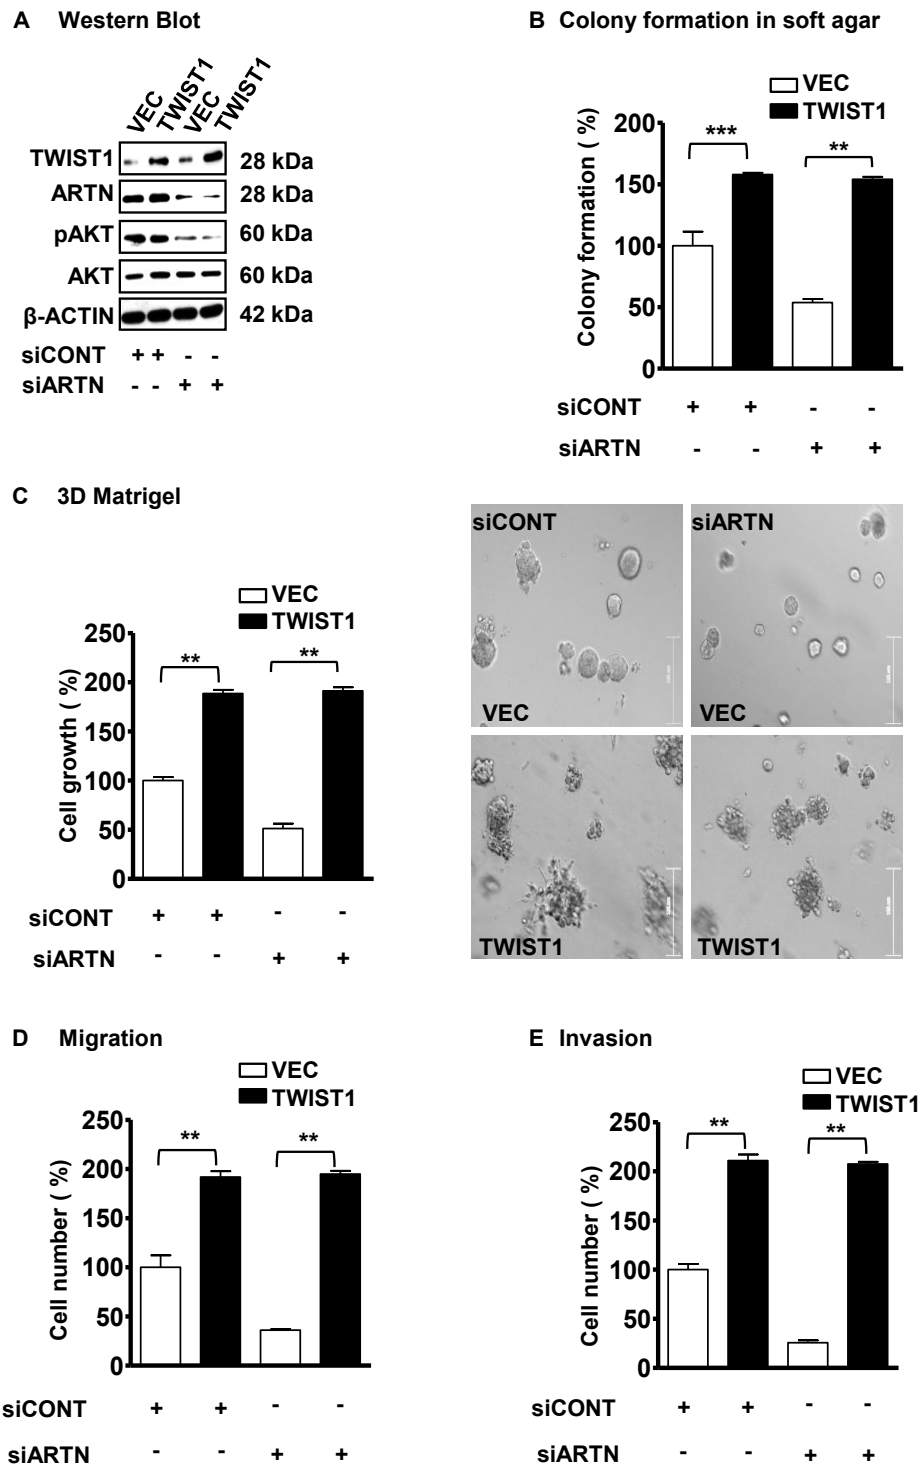 A Western Blot
VEC
TWIST1
VEC
TWIST1
TWIST1 28 kDa
ARTN 28 kDa
pAKT 60 kDa
AKT 60 kDa
β-ACTIN 42 kDa
siCONT + + - -
siARTN - - + +
B Colony formation in soft agar
VEC
TWIST1
Colony formation ( %)
200
150
100
50
0
***
**
siCONT + + - -
siARTN - - + +
C 3D Matrigel
VEC
TWIST1
Cell growth ( %)
250
200
150
100
50
0
**
**
siCONT + + - -
siARTN - - + +
siCONT
VEC
siARTN
VEC
TWIST1
TWIST1
D Migration
VEC
TWIST1
Cell number ( %)
250
200
150
100
50
0
**
**
siCONT + + - -
siARTN - - + +
E Invasion
VEC
TWIST1
Cell number ( %)
250
200
150
100
50
0
**
**
siCONT + + - -
siARTN - - + +